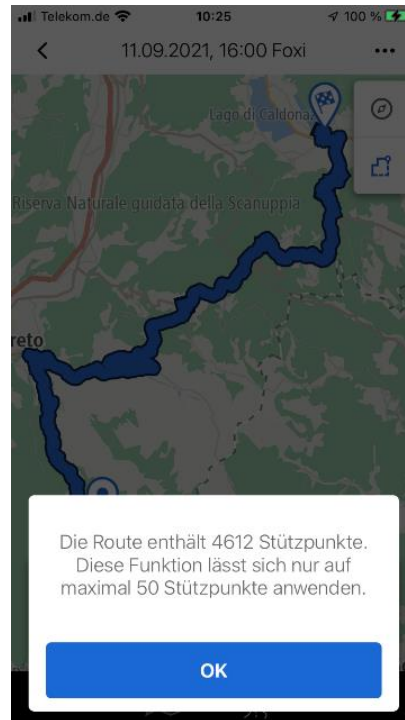 Telekom.de
10:25
100 %
11.09.2021, 16:00 Foxi
Lago di Caldonaz
Riserva Naturale guidata della Scanuppia
reto
Die Route enthält 4612 Stützpunkte.
Diese Funktion lässt sich nur auf
maximal 50 Stützpunkte anwenden.
OK